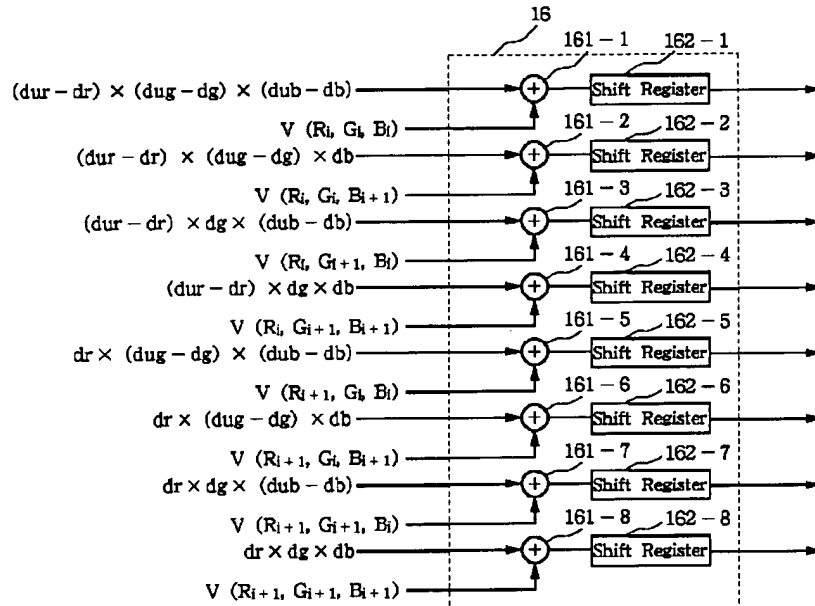 16
161-1
162-1
(dur-dr) × (dug-dg) × (dub-db)
Shift Register
V (Ri, Gi, Bi)
161-2
162-2
(dur-dr) × (dug-dg) × db
Shift Register
V (Ri, Gi, Bi+1)
161-3
162-3
(dur-dr) × dg × (dub-db)
Shift Register
V (Ri, Gi+1, Bi)
161-4
162-4
(dur-dr) × dg × db
Shift Register
V (Ri, Gi+1, Bi+1)
161-5
162-5
dr × (dug-dg) × (dub-db)
Shift Register
V (Ri+1, Gi, Bi)
161-6
162-6
dr × (dug-dg) × db
Shift Register
V (Ri+1, Gi, Bi+1)
161-7
162-7
dr × dg × (dub-db)
Shift Register
V (Ri+1, Gi+1, Bi)
161-8
162-8
dr × dg × db
Shift Register
V (Ri+1, Gi+1, Bi+1)